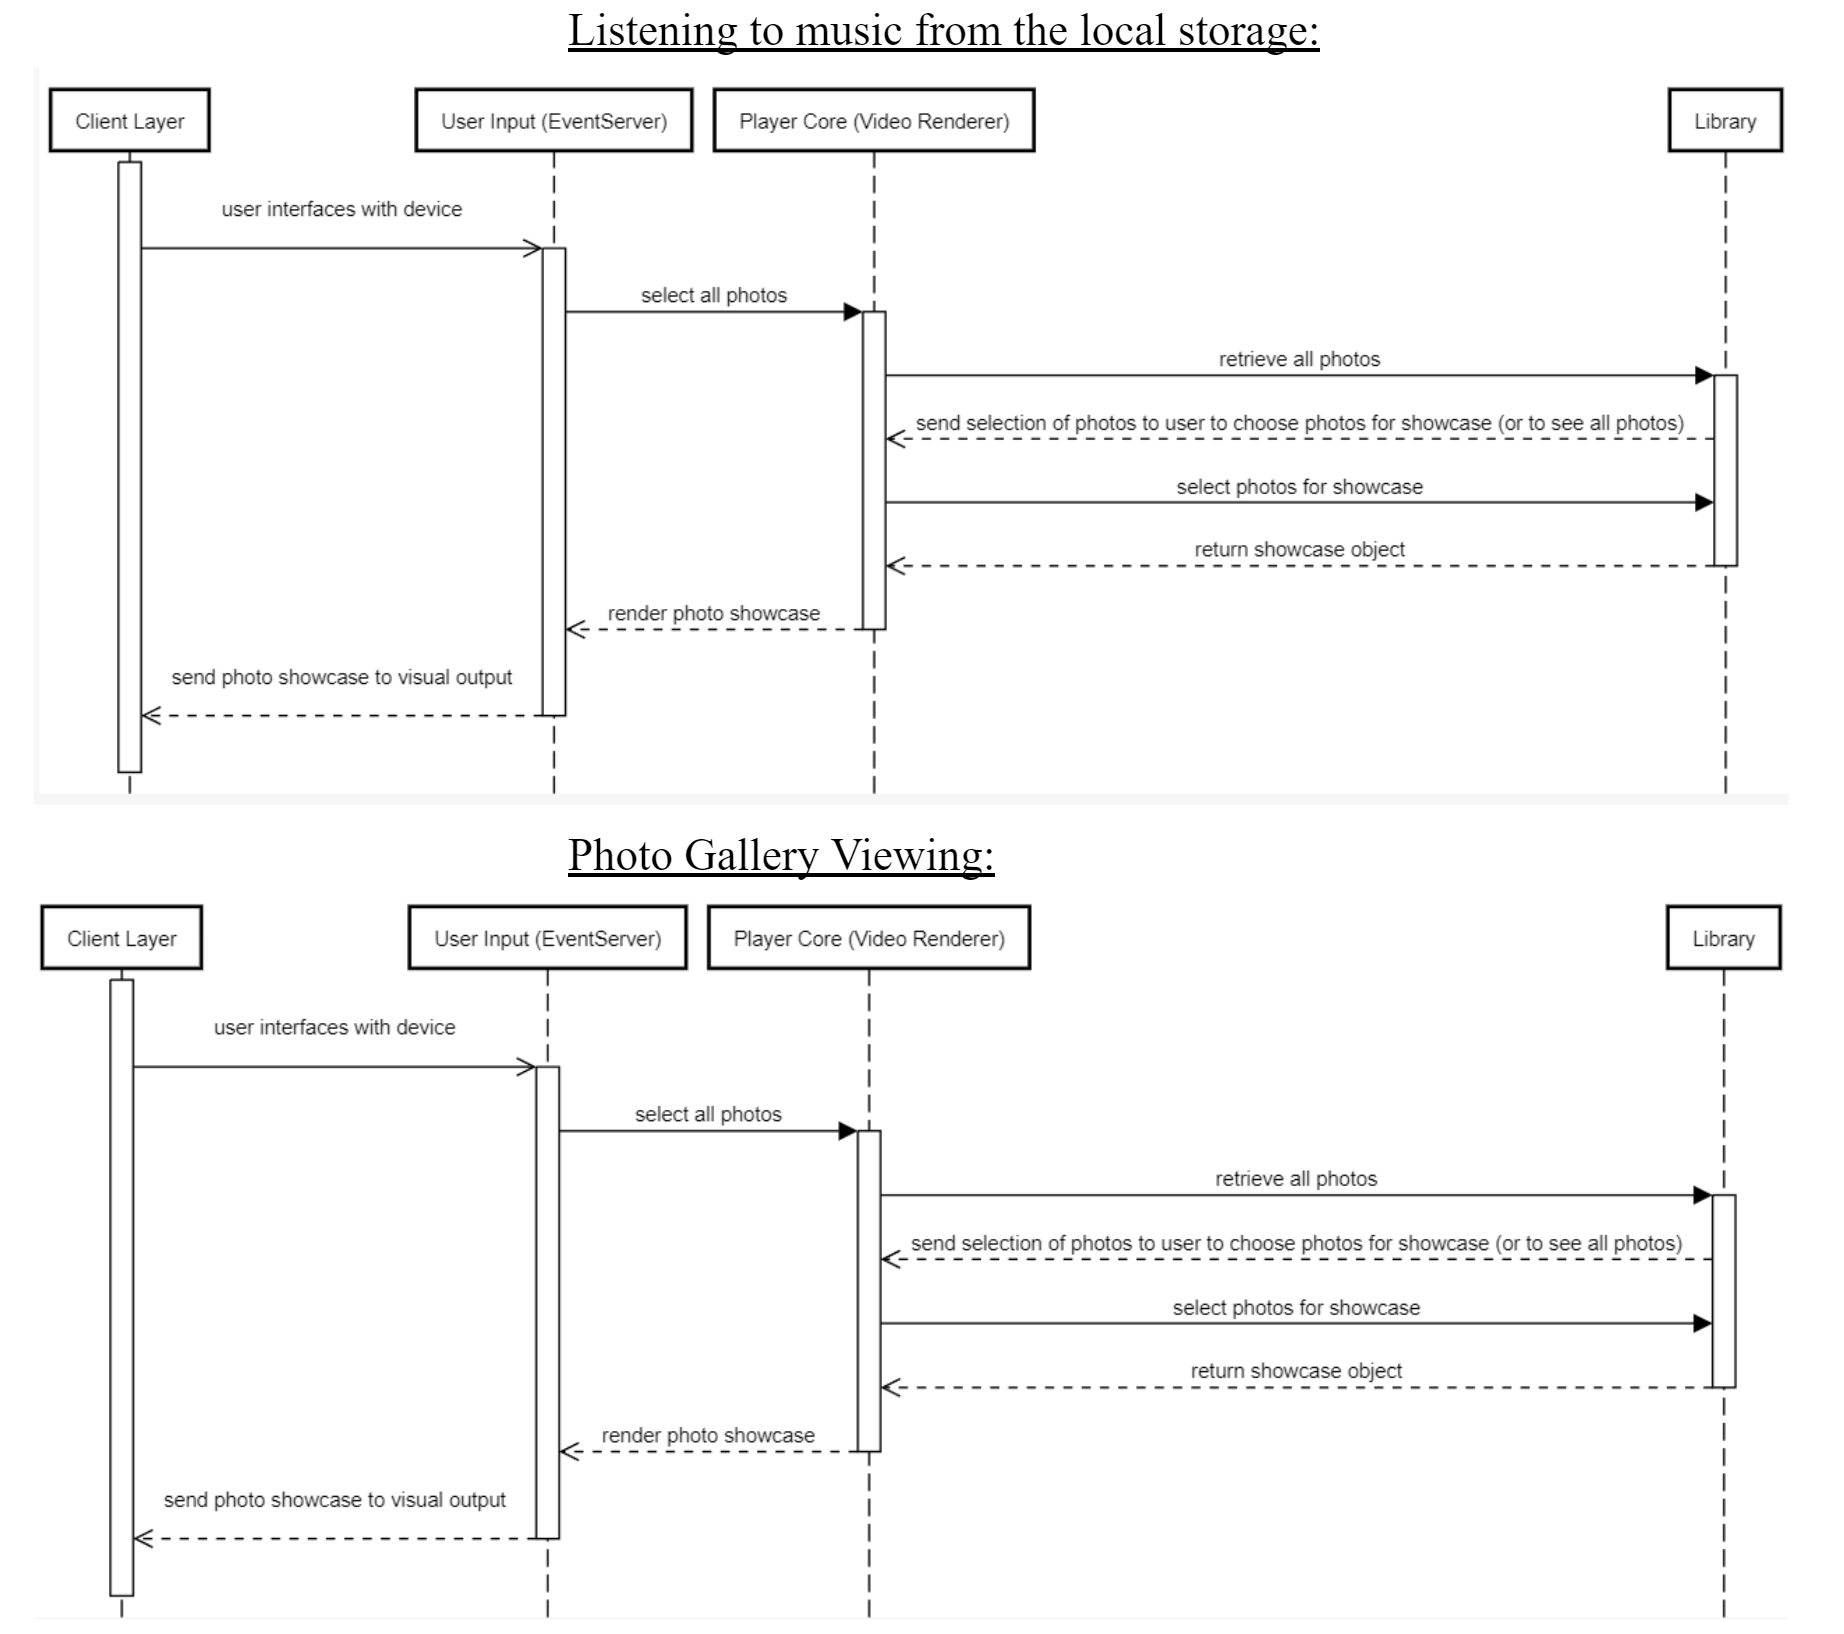 Listening to music from the local storage:
Client Layer
User Input (EventServer)
Player Core (Video Renderer)
Library
user interfaces with device
select all photos
retrieve all photos
send selection of photos to user to choose photos for showcase (or to see all photos)
select photos for showcase
return showcase object
render photo showcase
send photo showcase to visual output
Photo Gallery Viewing:
Client Layer
User Input (EventServer)
Player Core (Video Renderer)
Library
user interfaces with device
select all photos
retrieve all photos
send selection of photos to user to choose photos for showcase (or to see all photos)
select photos for showcase
return showcase object
render photo showcase
send photo showcase to visual output